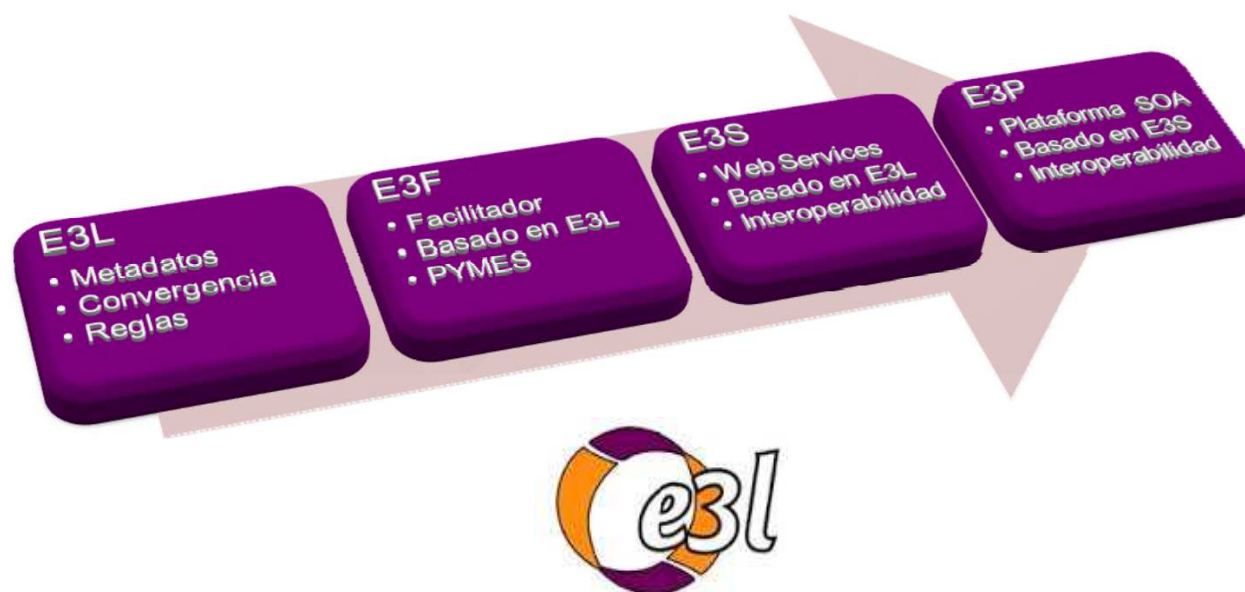 E3L
• Metadatos
• Convergencia
• Reglas
E3F
• Facilitador
• Basado en E3L
• PYMES
E3S
• Web Services
• Basado en E3L
• Interoperabilidad
E3P
• Plataforma SOA
• Basado en E3S
• Interoperabilidad
e3l